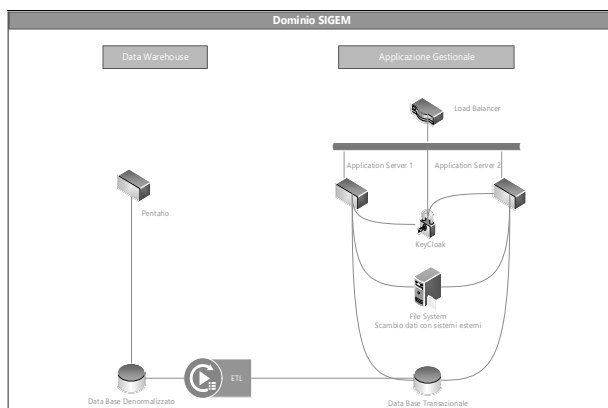 Dominio SIGEM
Data Warehouse
Applicazione Gestionale
Load Balancer
Application Server 1
Application Server 2
Pentaho
KeyCloak
File System
Scambio dati con sistemi esterni
ETL
Data Base Denormalizzato
Data Base Transazionale